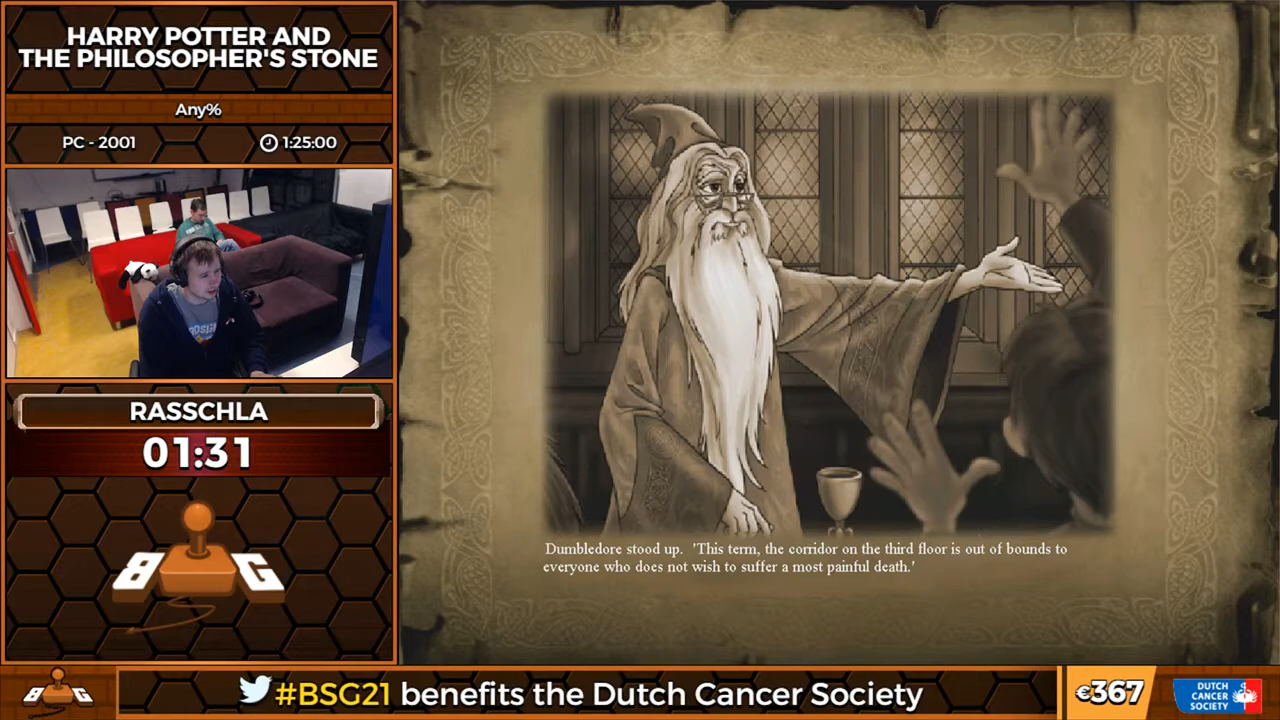 HARRY POTTER AND
THE PHILOSOPHER'S STONE
Any%
PC - 2001
1:25:00
RASSCHLA
01:31
B G
Dumbledore stood up. 'This term, the corridor on the third floor is out of bounds to
everyone who does not wish to suffer a most painful death.'
B G
#BSG21 benefits the Dutch Cancer Society
€367
DUTCH
CANCER
SOCIETY